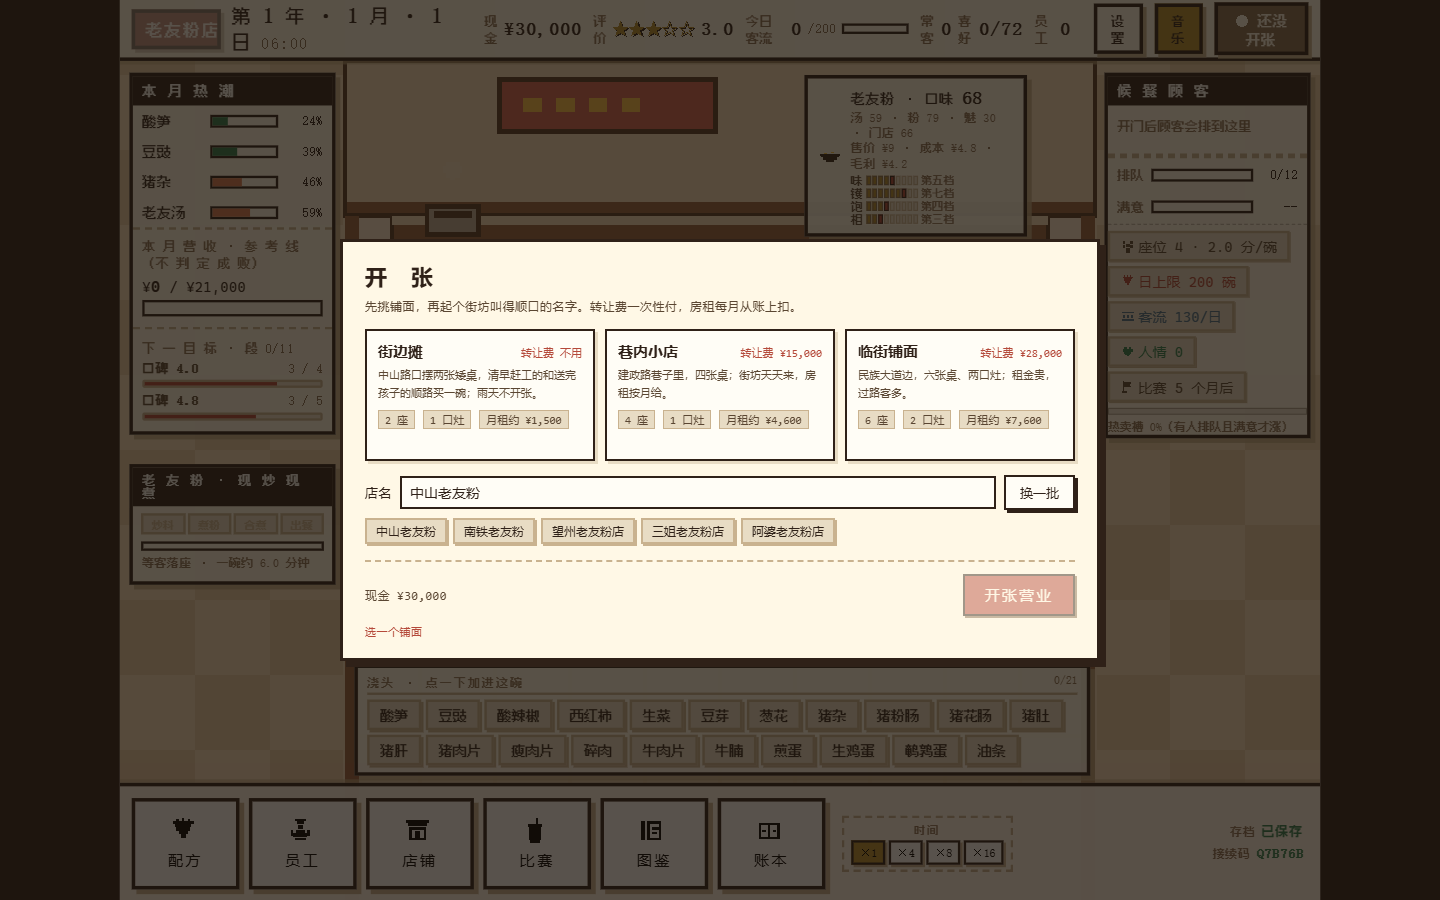 老友粉店
第 1 年 · 1 月 · 1
日 06:00
现金 ¥30,000
评价 3.0
今日客流 0 /200
常客 0
喜好 0/72
员工 0
设置
音乐
还没开张
本月热潮
酸笋 24%
豆豉 39%
猪杂 46%
老友汤 59%
本月营收 · 参考线
（不判定成败）
¥0 / ¥21,000
下一目标 · 段 0/11
口碑 4.0 3 / 4
口碑 4.8 3 / 5
老友粉 · 现炒现
煮
等客落座 · 一碗约 6.0 分钟
老友粉 · 口味 68
汤 59 · 粉 79 · 魅 30
· 门店 66
售价 ¥9 · 成本 ¥4.8 ·
毛利 ¥4.2
味 第五档
镬 第七档
饱 第四档
相 第三档
候餐顾客
开门后顾客会排到这里
排队 0/12
满意 --
座位 4 · 2.0 分/碗
日上限 200 碗
客流 130/日
人情 0
比赛 5 个月后
热卖椿 0%（有人排队且满意才涨）
开 张
先挑铺面，再起个街坊叫得顺口的名字。转让费一次性付，房租每月从账上扣。
街边摊 转让费 不用
中山路口摆两张矮桌，清早赶工的和送完
孩子的顺路买一碗；雨天不开张。
2 座 1 口灶 月租约 ¥1,500
巷内小店 转让费 ¥15,000
建政路巷子里，四张桌；街坊天天来，房
租按月给。
4 座 1 口灶 月租约 ¥4,600
临街铺面 转让费 ¥28,000
民族大道边，六张桌、两口灶；租金贵，
过路客多。
6 座 2 口灶 月租约 ¥7,600
店名 中山老友粉 换一批
中山老友粉 南铁老友粉 望州老友粉店 三姐老友粉店 阿婆老友粉店
现金 ¥30,000 开张营业
选一个铺面
浇头 · 点一下加进这碗 0/21
酸笋 豆豉 酸辣椒 西红柿 生菜 豆芽 葱花 猪杂 猪粉肠 猪花肠 猪肚
猪肝 猪肉片 瘦肉片 碎肉 牛肉片 牛腩 煎蛋 生鸡蛋 鹌鹑蛋 油条
配方 员工 店铺 比赛 图鉴 账本
时间
×1 ×4 ×8 ×16
存档 已保存
接续码 Q7B76B